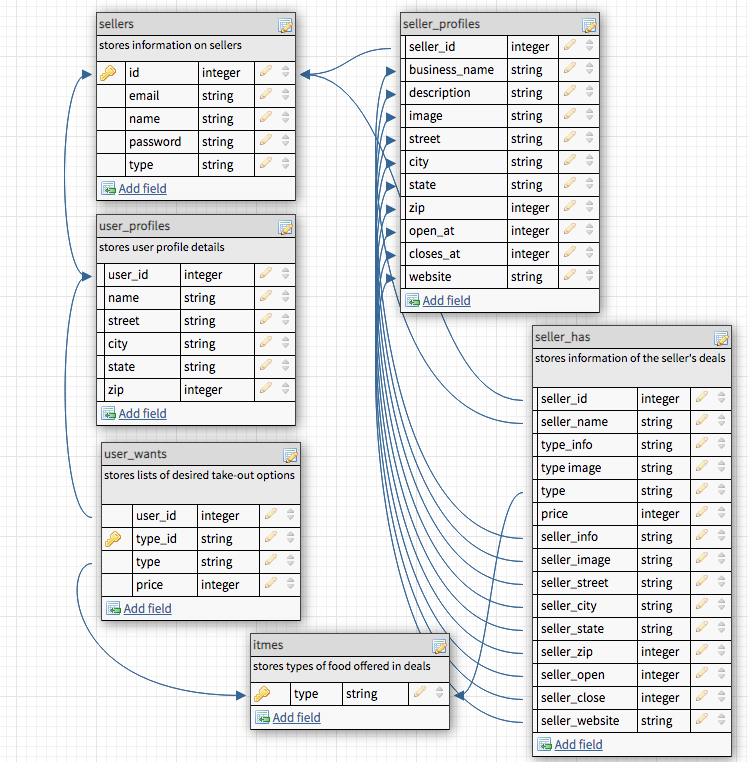 sellers
stores information on sellers
id integer
email string
name string
password string
type string
Add field
user_profiles
stores user profile details
user_id integer
name string
street string
city string
state string
zip integer
Add field
user_wants
stores lists of desired take-out options
user_id integer
type_id string
type string
price integer
Add field
itmes
stores types of food offered in deals
type string
Add field
seller_profiles
seller_id integer
business_name string
description string
image string
street string
city string
state string
zip integer
open_at integer
closes_at integer
website string
Add field
seller_has
stores information of the seller's deals
seller_id integer
seller_name string
type_info string
type image string
type string
price integer
seller_info string
seller_image string
seller_street string
seller_city string
seller_state string
seller_zip integer
seller_open integer
seller_close integer
seller_website string
Add field